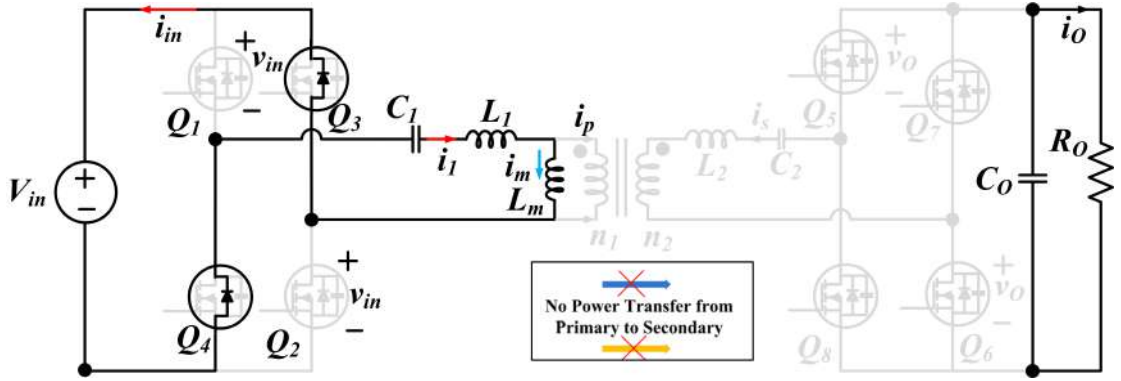 i_in
i_O
+
v_in
−
Q_1
Q_3
C_1
L_1
i_p
i_1
i_m
L_m
V_in
+
−
+
v_O
−
Q_5
Q_7
i_s
L_2
C_2
C_O
R_O
n_1
n_2
+
v_in
−
Q_4
Q_2
No Power Transfer from
Primary to Secondary
+
v_O
−
Q_8
Q_6